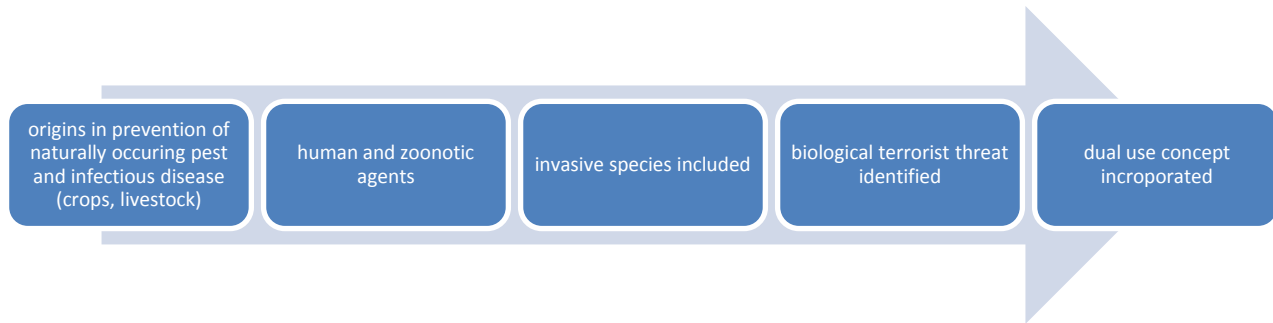 origins in prevention of
naturally occuring pest
and infectious disease
(crops, livestock)
human and zoonotic
agents
invasive species included
biological terrorist threat
identified
dual use concept
incroporated